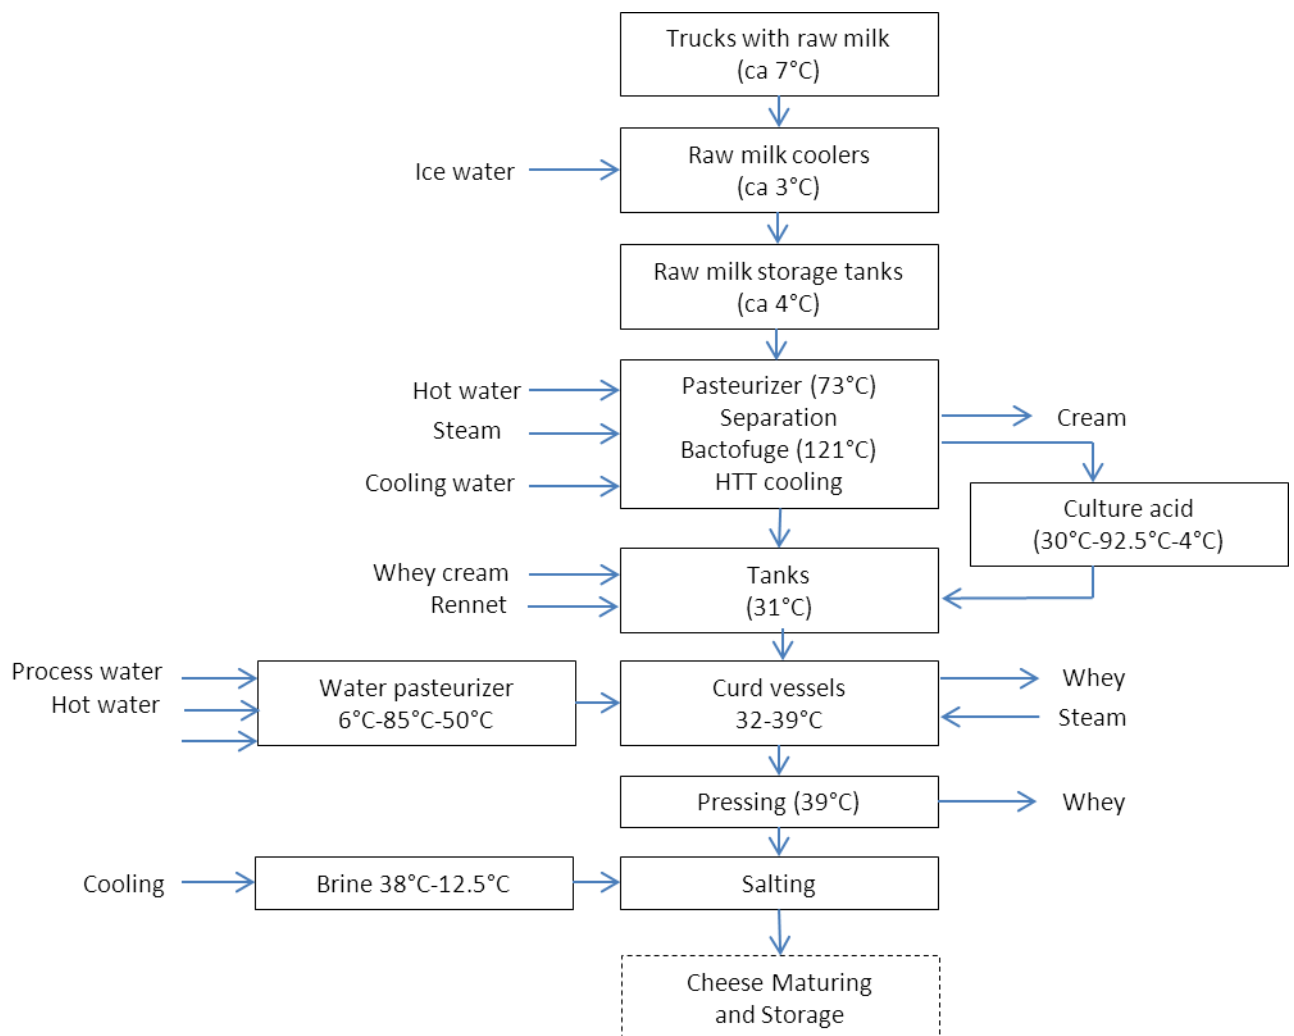 Trucks with raw milk
(ca 7°C)
Ice water
Raw milk coolers
(ca 3°C)
Raw milk storage tanks
(ca 4°C)
Hot water
Steam
Cooling water
Pasteurizer (73°C)
Separation
Bactofuge (121°C)
HTT cooling
Cream
Culture acid
(30°C-92.5°C-4°C)
Whey cream
Rennet
Tanks
(31°C)
Process water
Hot water
Water pasteurizer
6°C-85°C-50°C
Curd vessels
32-39°C
Whey
Steam
Pressing (39°C)
Whey
Cooling
Brine 38°C-12.5°C
Salting
Cheese Maturing
and Storage